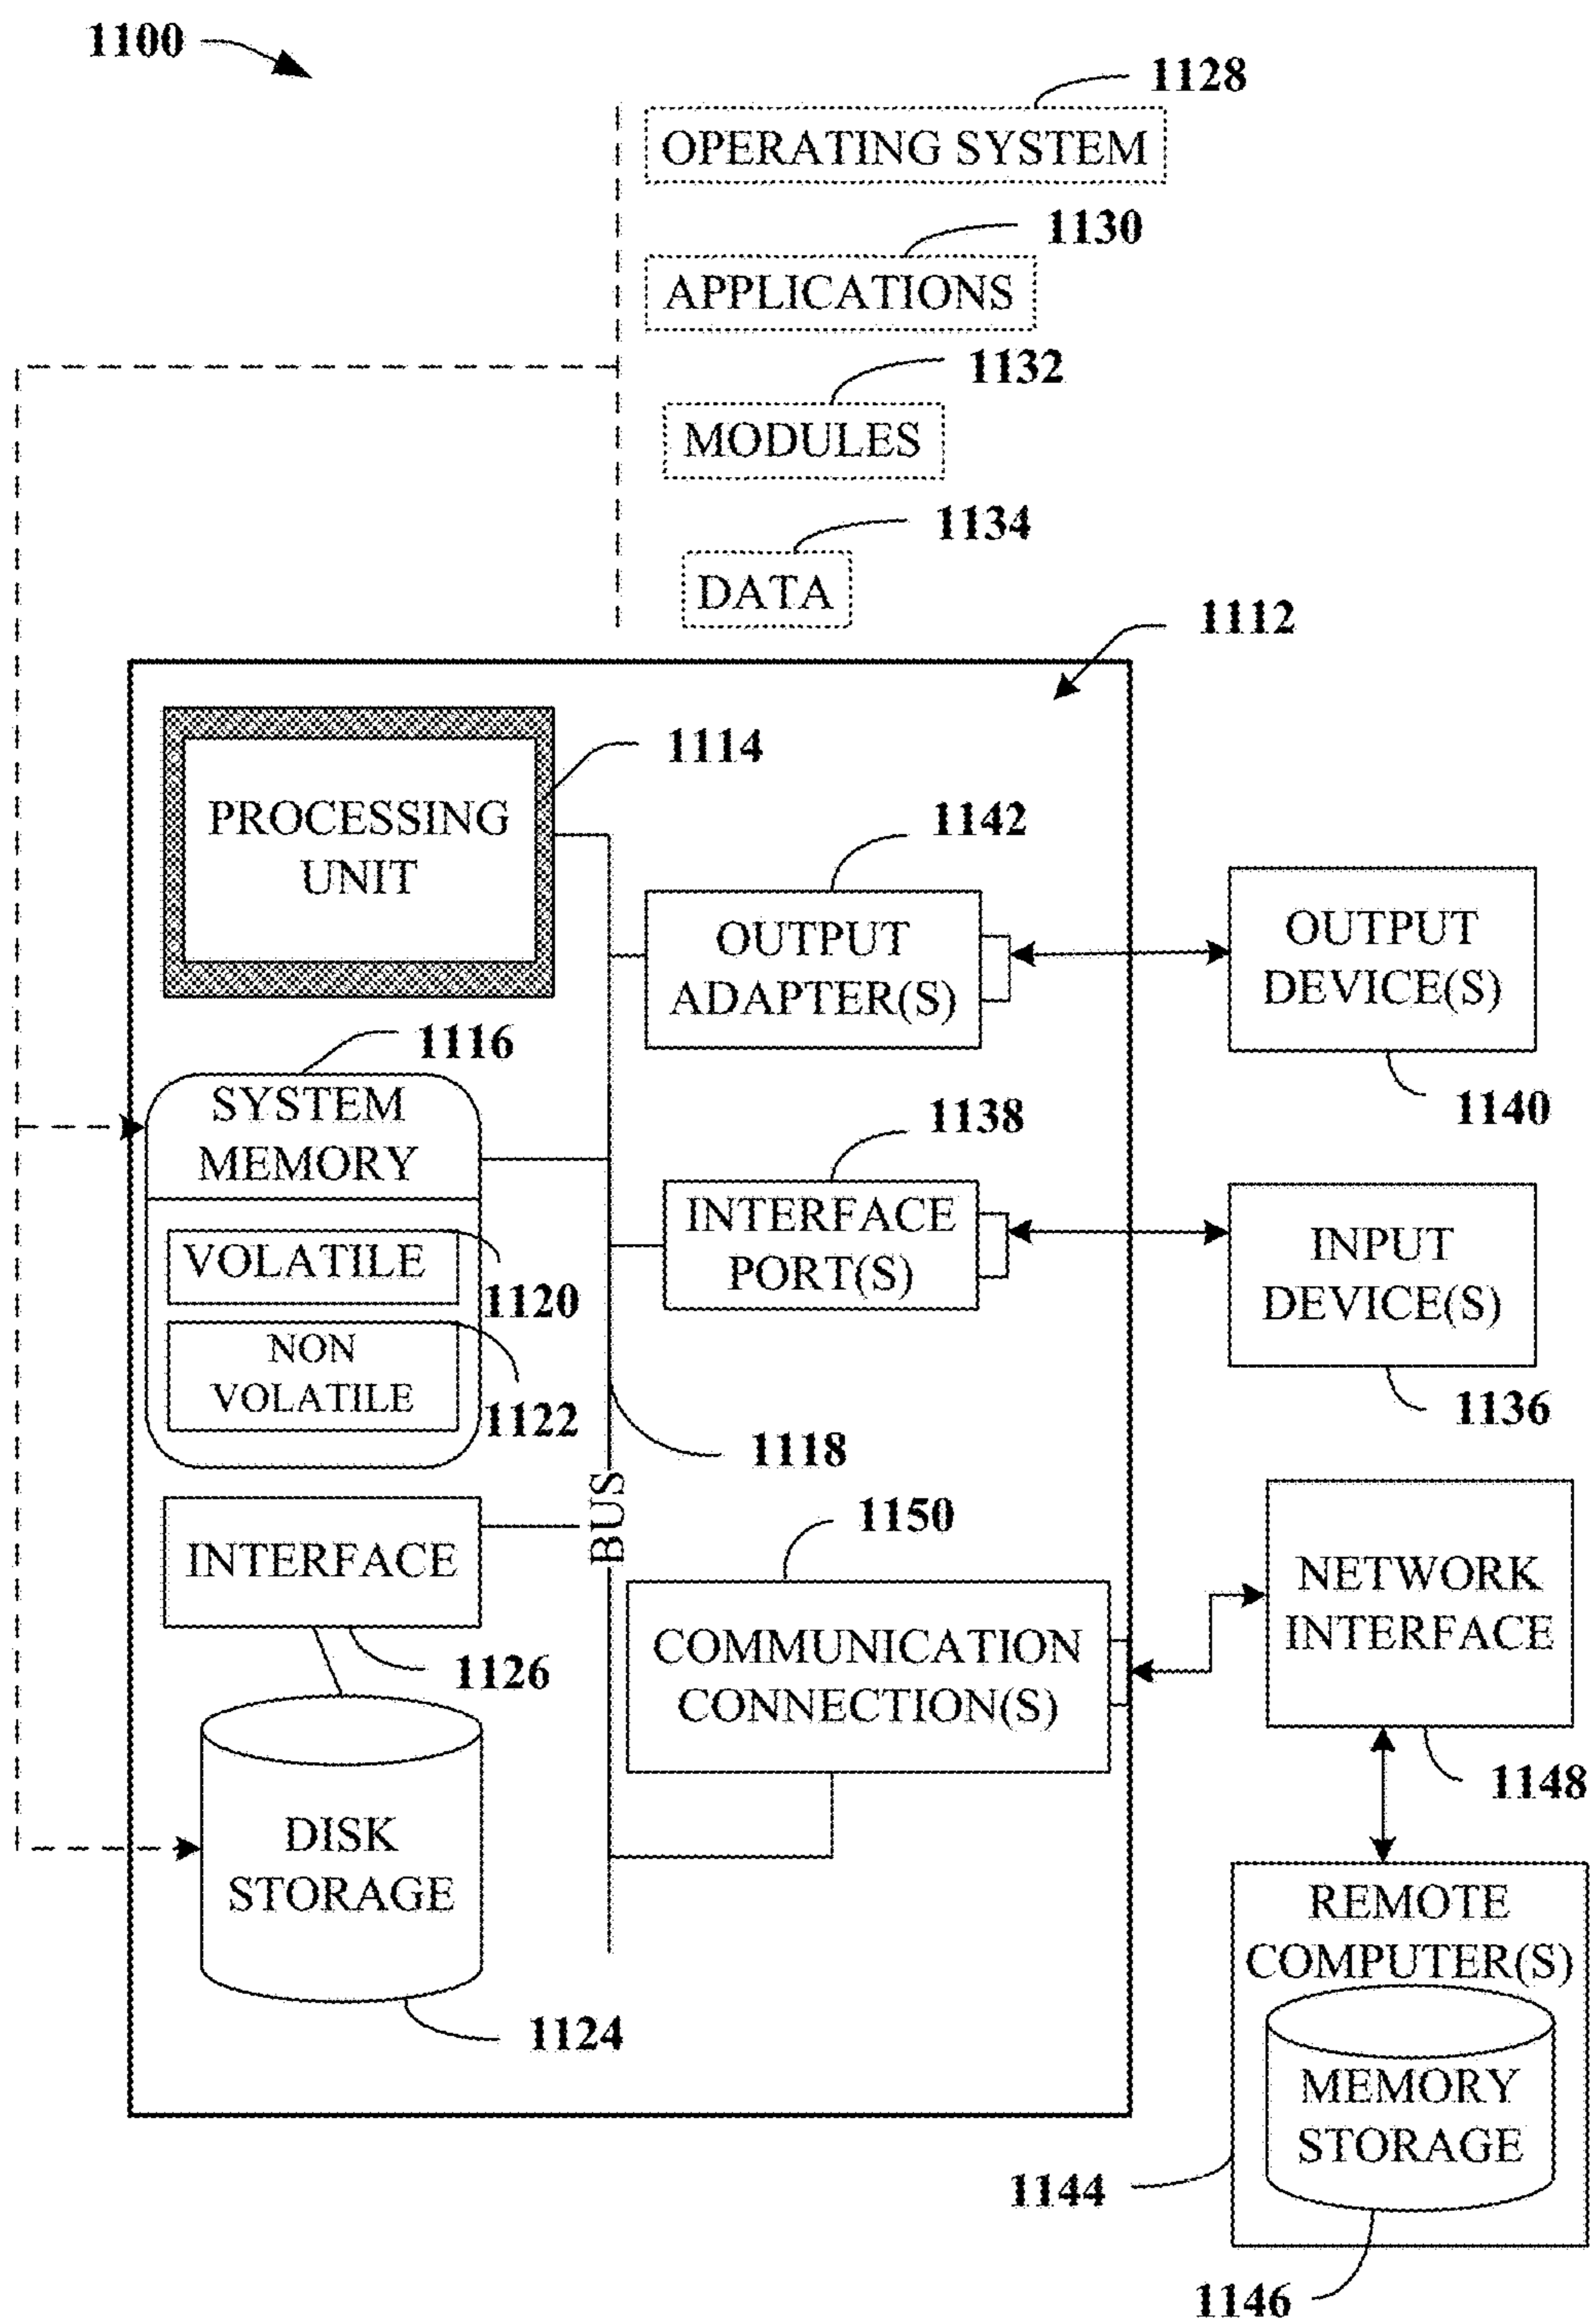 1100
1128
OPERATING SYSTEM
1130
APPLICATIONS
1132
MODULES
1134
DATA
1112
1114
PROCESSING
UNIT
1142
OUTPUT
ADAPTER(S)
OUTPUT
DEVICE(S)
1140
1116
SYSTEM
MEMORY
VOLATILE
1120
NON
VOLATILE
1122
1138
INTERFACE
PORT(S)
INPUT
DEVICE(S)
1136
1118
BUS
INTERFACE
1126
1150
COMMUNICATION
CONNECTION(S)
NETWORK
INTERFACE
1148
DISK
STORAGE
1124
REMOTE
COMPUTER(S)
MEMORY
STORAGE
1144
1146